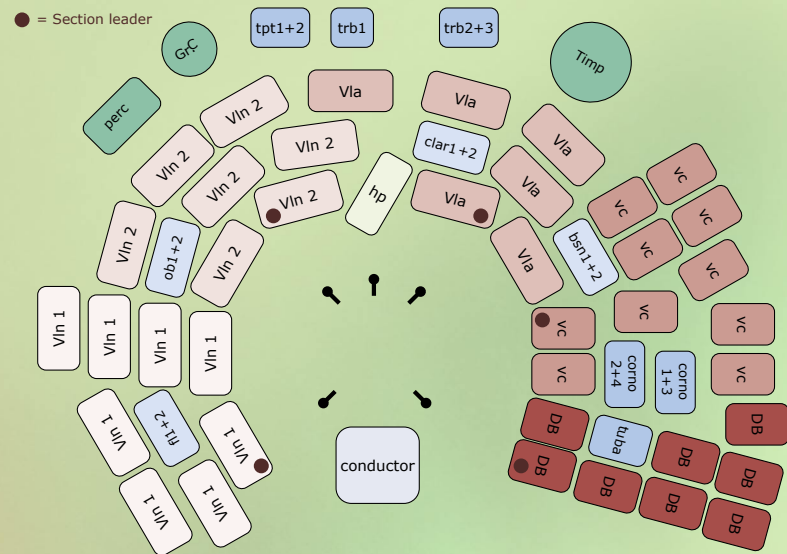 = Section leader
tpt1+2
trb1
trb2+3
Gr.C
Timp
perc
Vln 2
Vla
Vla
Vln 2
Vln 2
clar1+2
Vla
Vln 2
Vln 2
Vln 2
hp
Vla
Vla
vc
vc
vc
Vln 2
ob1+2
Vln 2
Vla
bsn1+2
vc
vc
Vln 1
Vln 1
Vln 1
Vln 1
vc
vc
vc
vc
corno
2+4
corno
1+3
vc
Vln 1
fl1+2
Vln 1
DB
tuba
DB
conductor
DB
DB
DB
Vln 1
Vln 1
DB
DB
DB